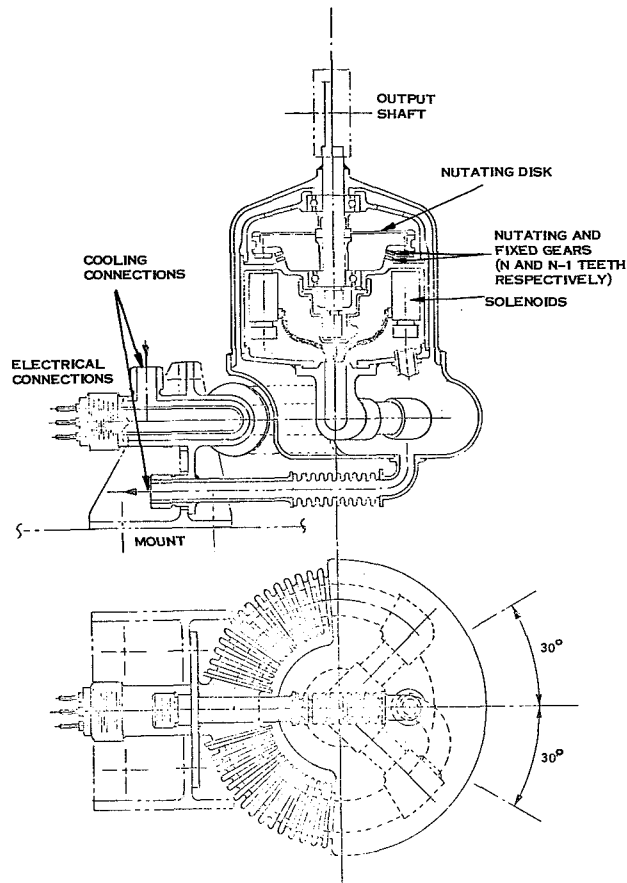 OUTPUT
SHAFT
NUTATING DISK
NUTATING AND
FIXED GEARS
(N AND N-1 TEETH
RESPECTIVELY)
SOLENOIDS
COOLING
CONNECTIONS
ELECTRICAL
CONNECTIONS
MOUNT
30°
30°